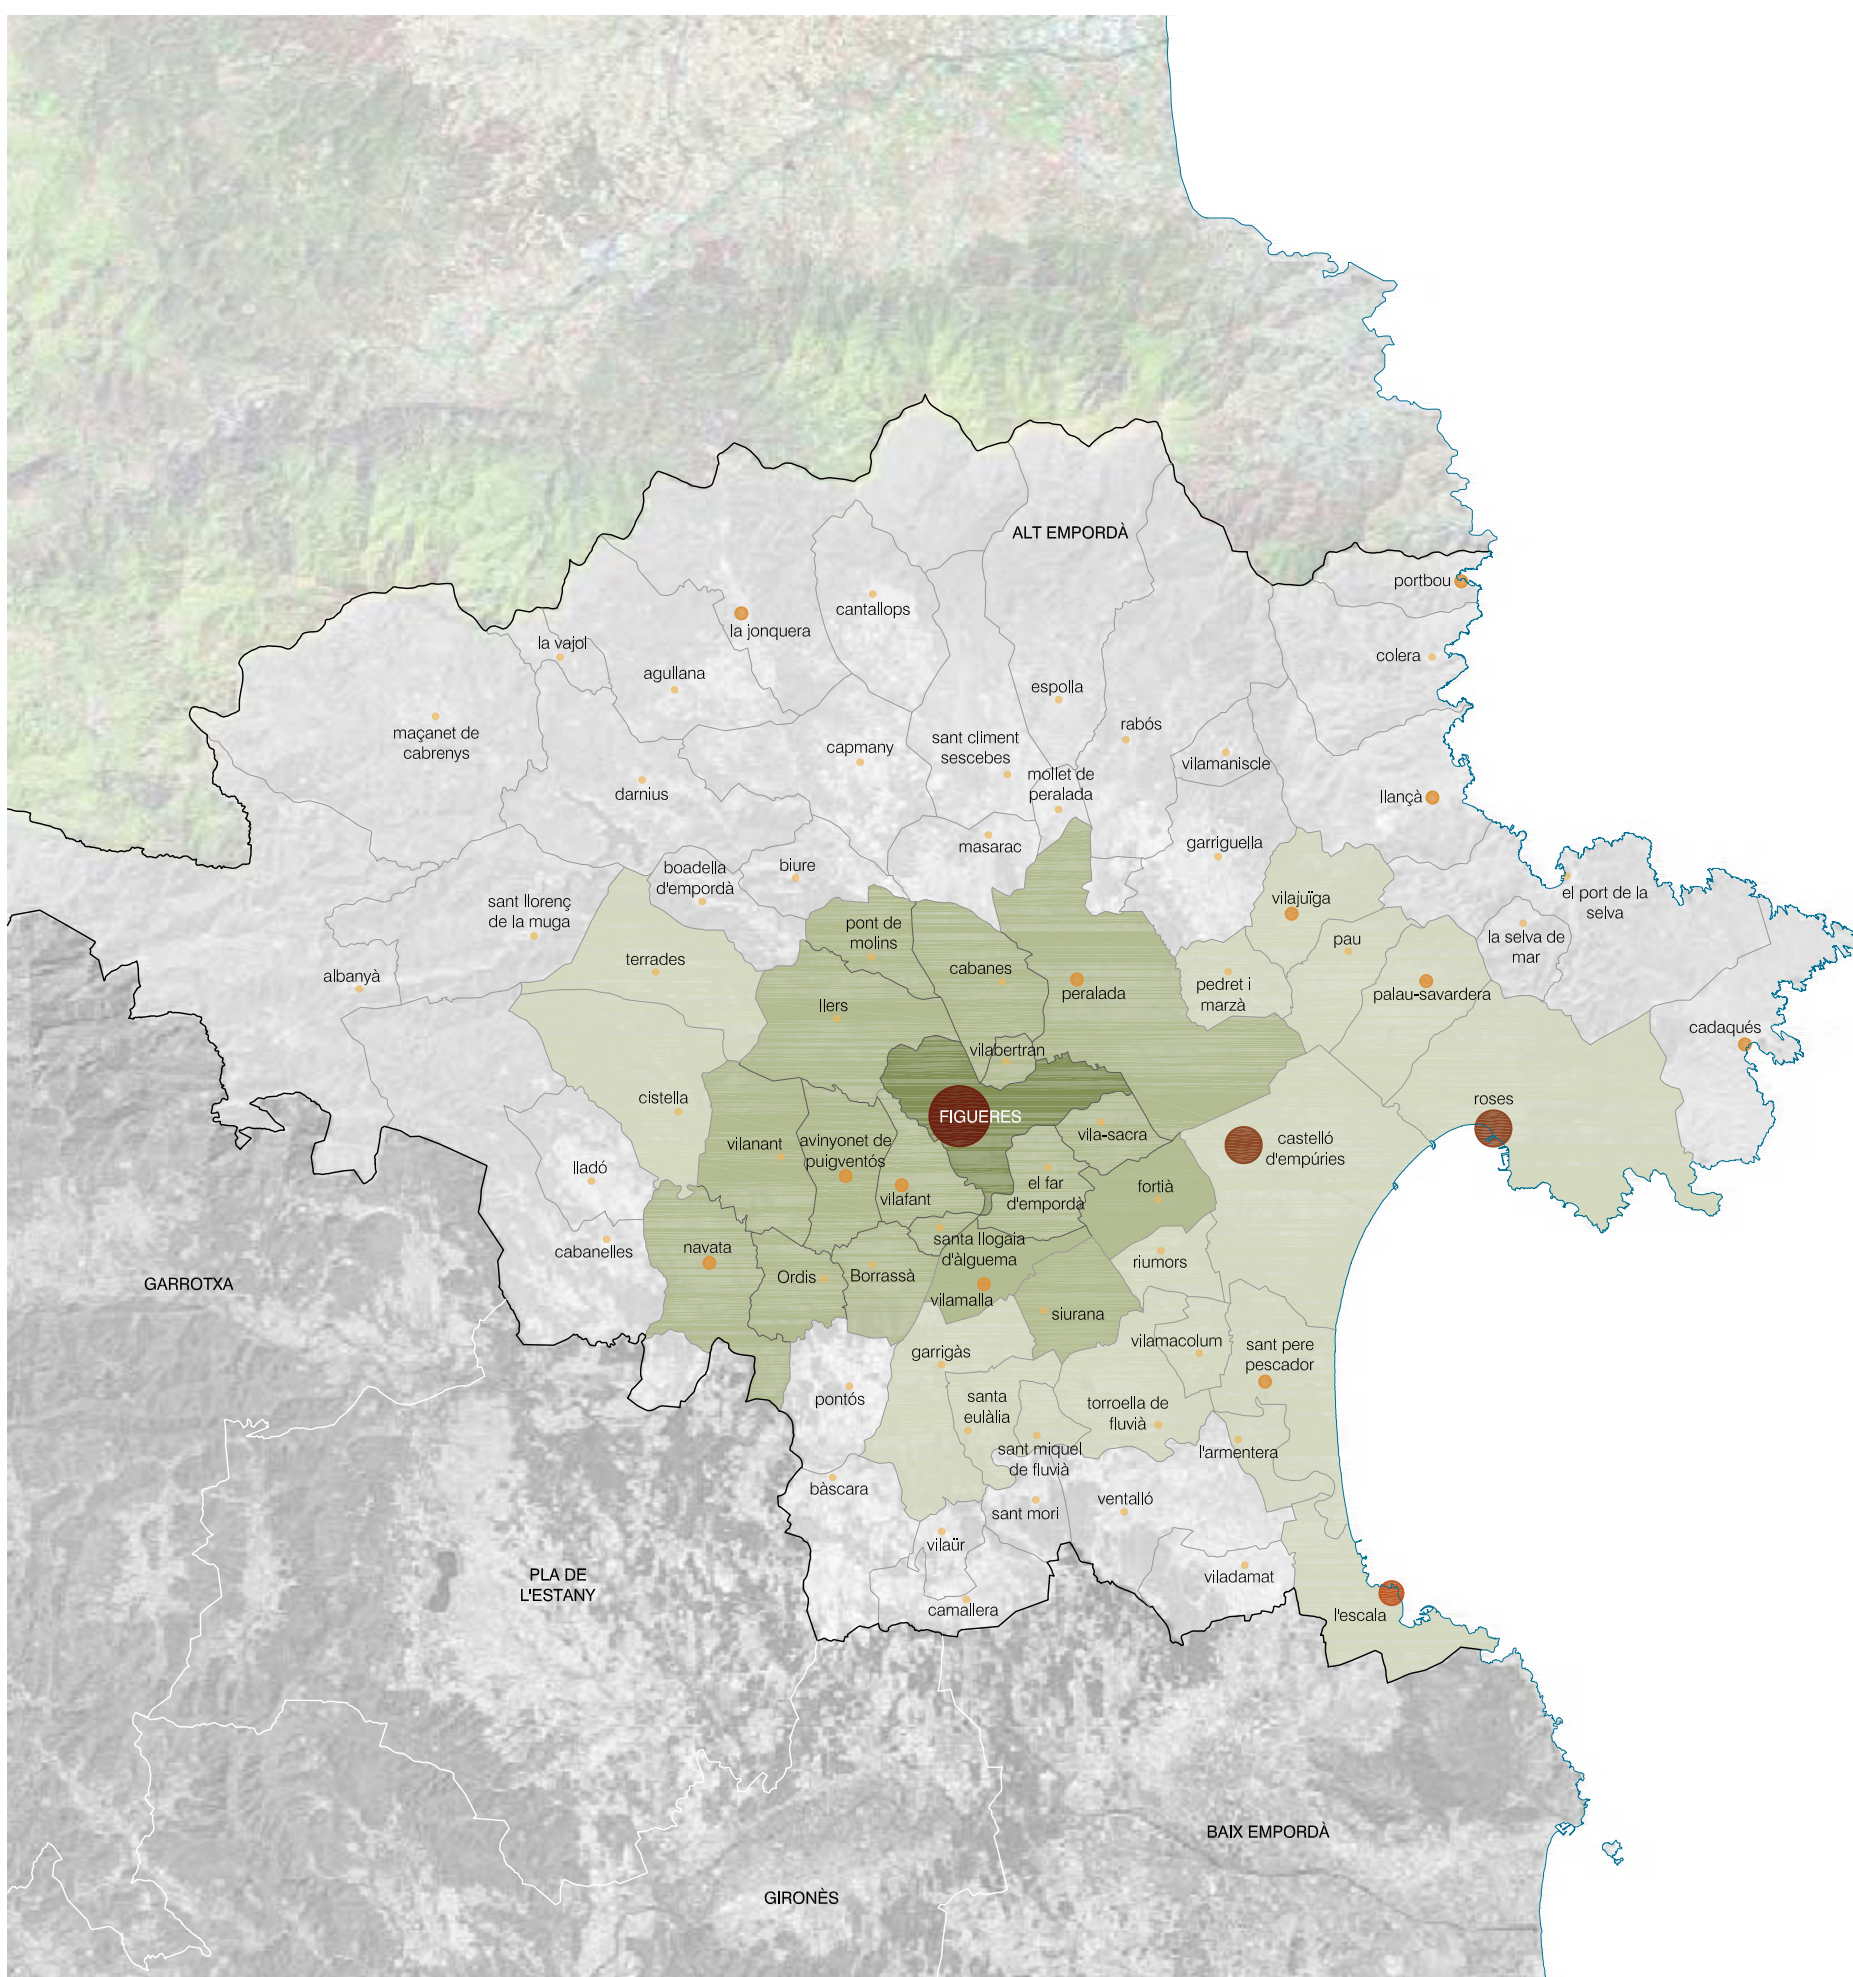 ALT EMPORDÀ
portbou
cantallops
la jonquera
la vajol
colera
agullana
espolla
rabós
maçanet de
cabrenys
sant climent
sescebes
capmany
vilamaniscle
mollet de
peralada
darnius
llançà
garriguella
masarac
biure
boadella
d'empordà
el port de la
selva
vilajuïga
sant llorenç
de la muga
pont de
molins
pau
la selva de
mar
terrades
cabanes
albanyà
peralada
pedret i
marzà
palau-savardera
llers
cadaqués
vilabertran
cistella
roses
FIGUERES
vila-sacra
castelló
d'empúries
vilanant
avinyonet de
puigventós
lladó
el far
d'empordà
fortià
vilafant
santa llogaia
d'àlguema
navata
cabanelles
riumors
Ordis
Borrassà
GARROTXA
vilamalla
siurana
vilamacolum
sant pere
pescador
garrigàs
pontós
santa
eulàlia
torroella de
fluvià
sant miquel
de fluvià
l'armentera
bàscara
ventalló
sant mori
vilaür
PLA DE
L'ESTANY
viladamat
camallera
l'escala
BAIX EMPORDÀ
GIRONÈS